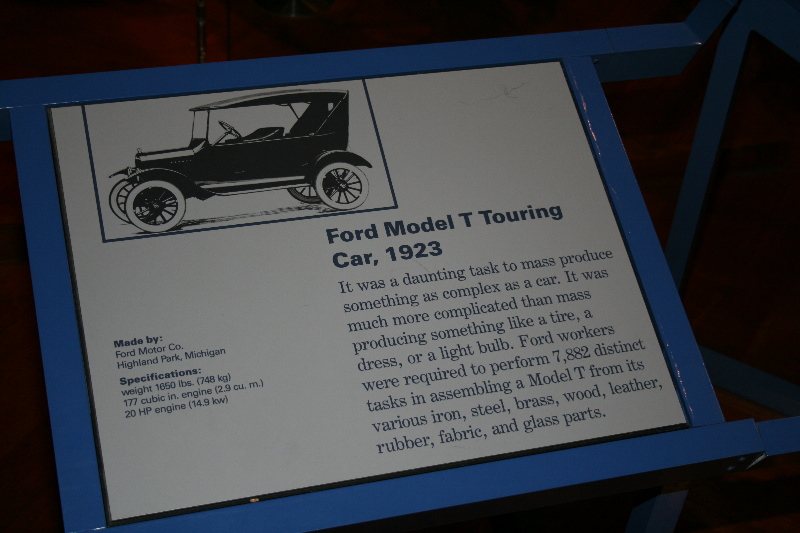 Ford Model T Touring
Car, 1923
It was a daunting task to mass produce
something as complex as a car. It was
much more complicated than mass
producing something like a tire, a
dress, or a light bulb. Ford workers
were required to perform 7,882 distinct
tasks in assembling a Model T from its
various iron, steel, brass, wood, leather,
rubber, fabric, and glass parts.
Made by:
Ford Motor Co.
Highland Park, Michigan
Specifications:
weight 1650 lbs. (748 kg)
177 cubic in. engine (2.9 cu. m.)
20 HP engine (14.9 kw)